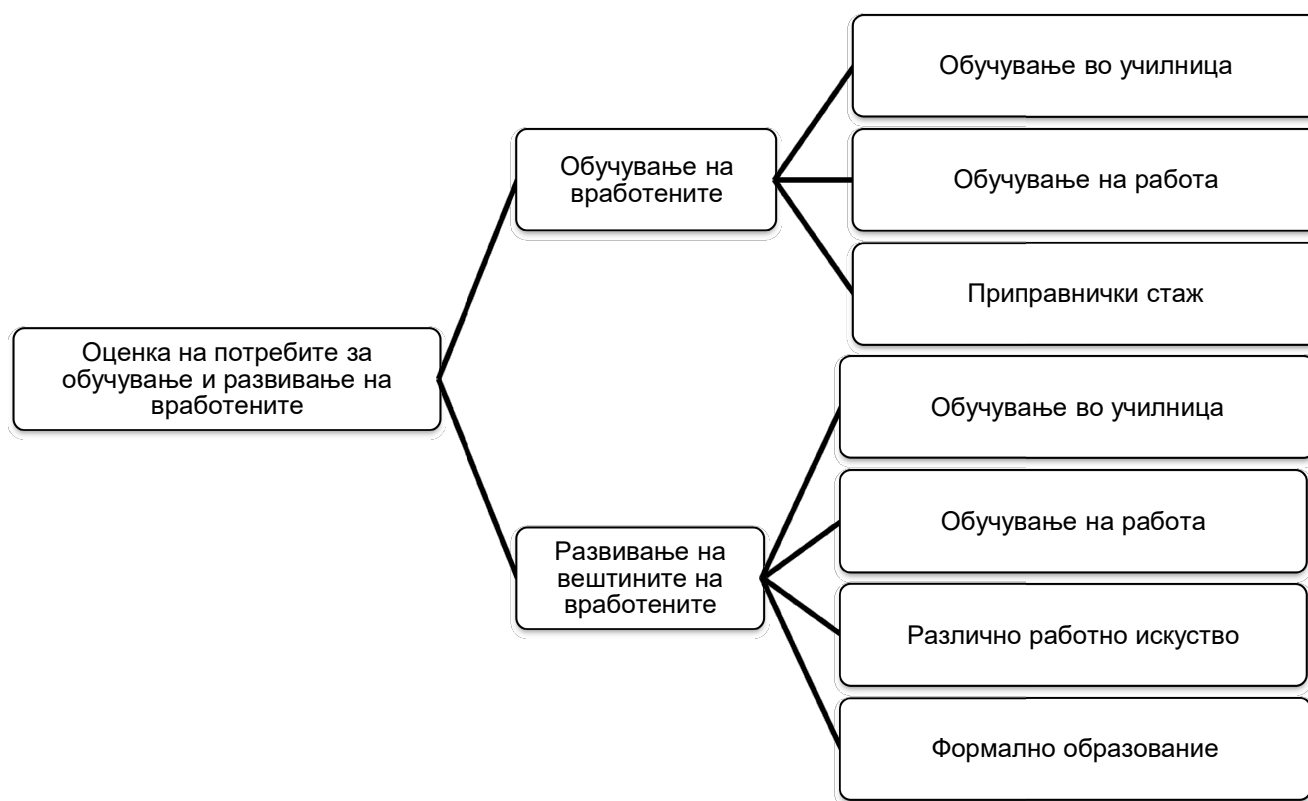 Оценка на потребите за
обучување и развивање на
вработените
Обучување на
вработените
Обучување во училница
Обучување на работа
Приправнички стаж
Развивање на
вештините на
вработените
Обучување во училница
Обучување на работа
Различно работно искуство
Формално образование